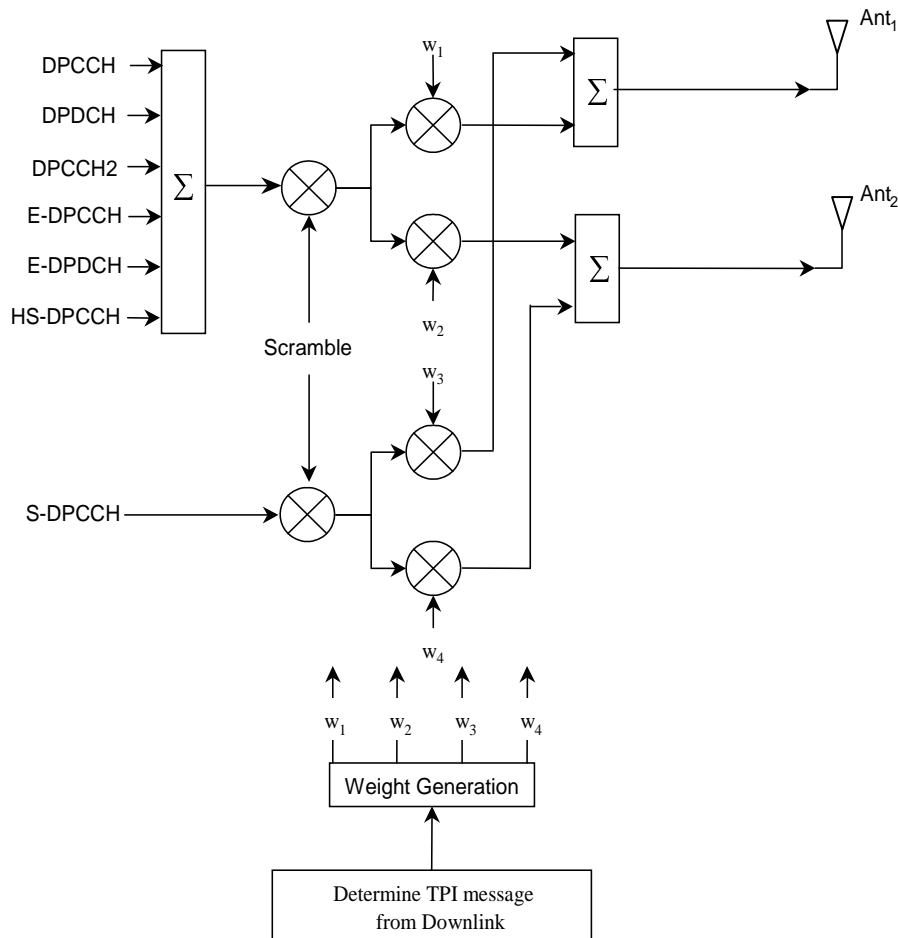 Ant1
w1
DPCCH
DPDCH
Σ
DPCCH2
Σ
Ant2
E-DPCCH
E-DPDCH
Σ
HS-DPCCH
w2
Scramble
w3
S-DPCCH
w4
w1 w2 w3 w4
Weight Generation
Determine TPI message
from Downlink